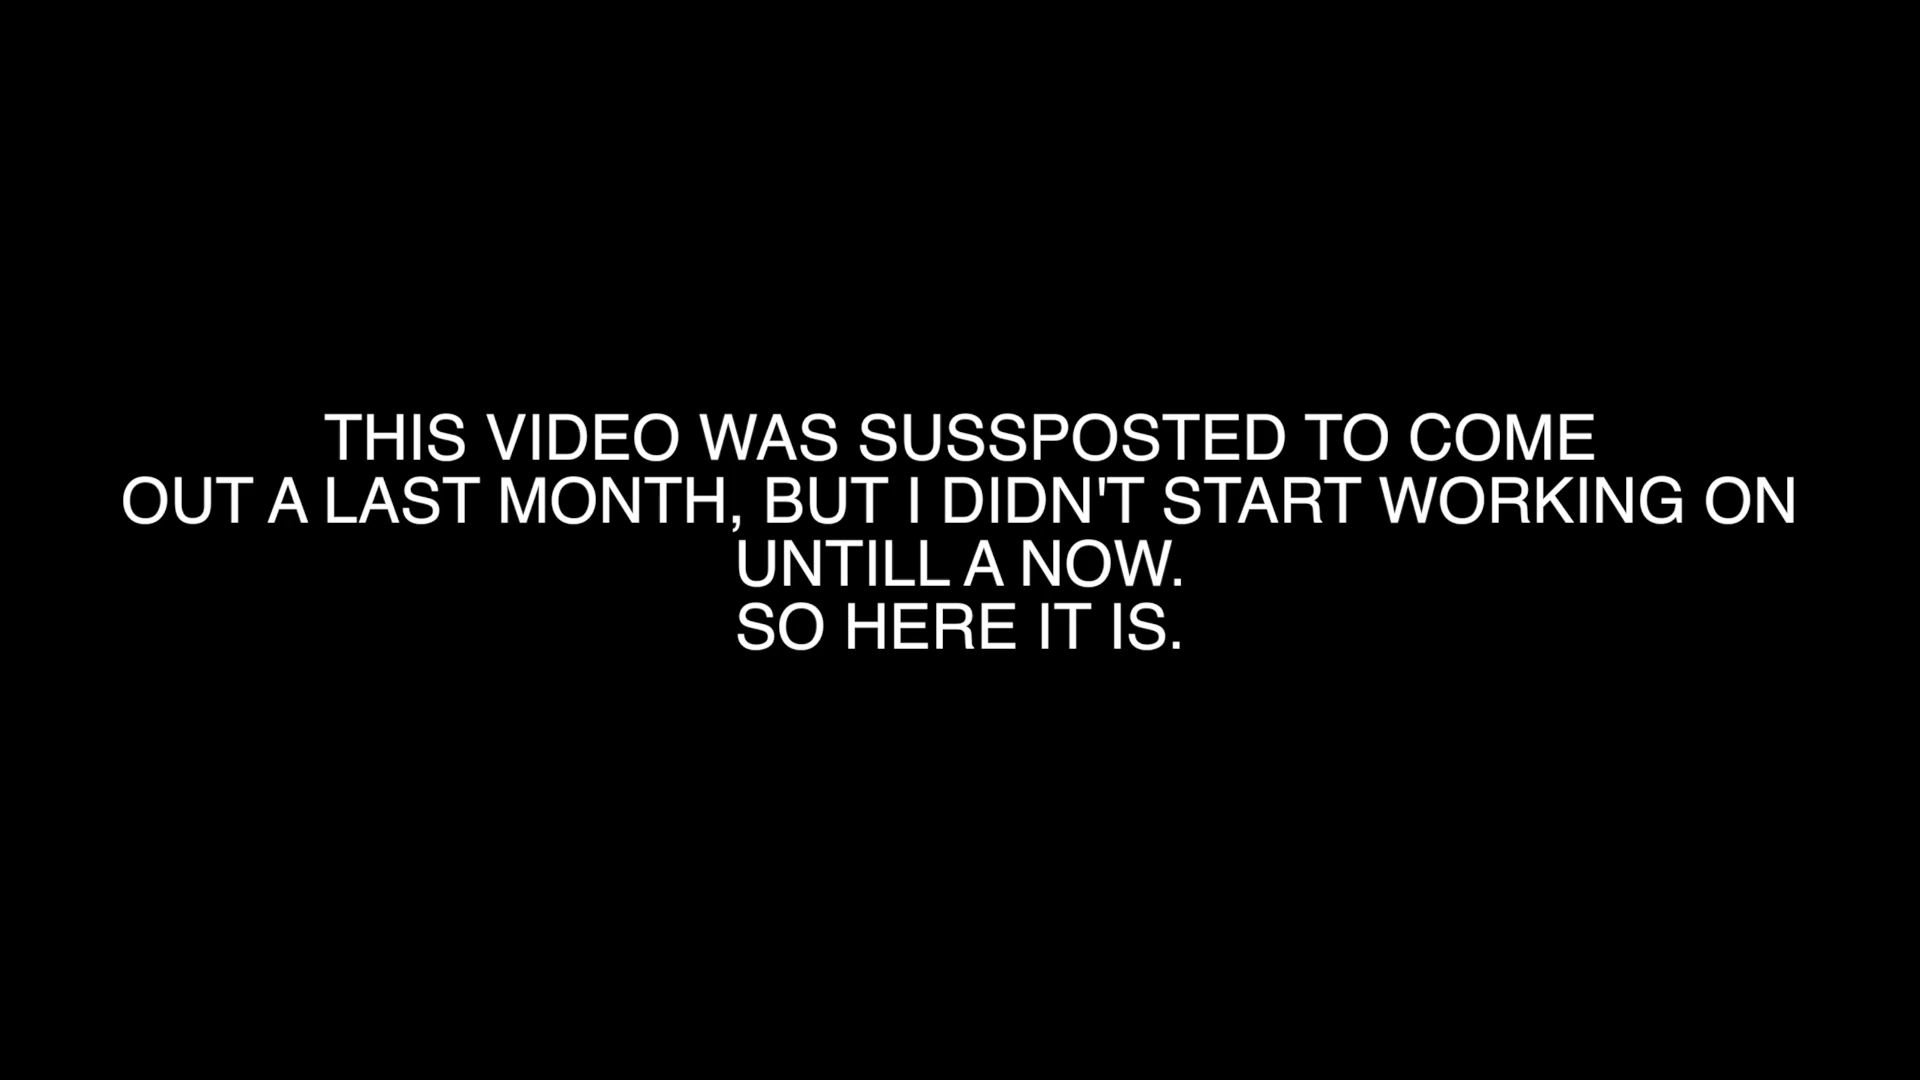 THIS VIDEO WAS SUSSPOSTED TO COME
OUT A LAST MONTH, BUT I DIDN'T START WORKING ON
UNTILL A NOW.
SO HERE IT IS.